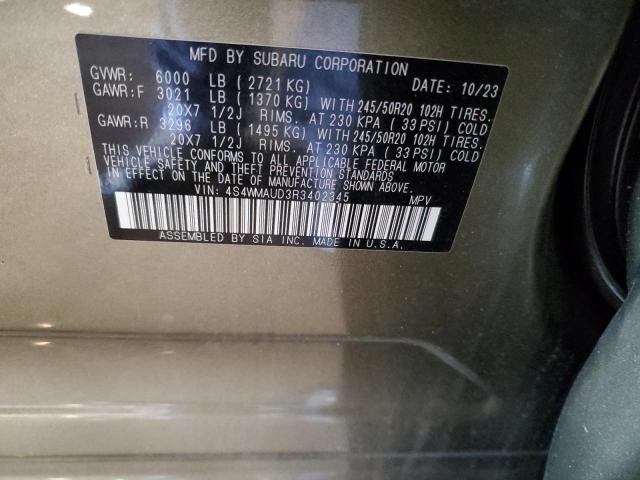 MFD BY SUBARU CORPORATION
GVWR: 6000 LB (2721 KG) DATE: 10/23
GAWR:F 3021 LB (1370 KG) WITH 245/50R20 102H TIRES.
20X7 1/2J RIMS. AT 230 KPA (33 PSI) COLD
GAWR:R 3296 LB (1495 KG) WITH 245/50R20 102H TIRES.
20X7 1/2J RIMS. AT 230 KPA (33 PSI) COLD
THIS VEHICLE CONFORMS TO ALL APPLICABLE FEDERAL MOTOR
VEHICLE SAFETY AND THEFT PREVENTION STANDARDS
IN EFFECT ON THE DATE OF MANUFACTURE SHOWN ABOVE.
VIN: 4S4WMAUD3R3402345 MPV
ASSEMBLED BY SIA INC. MADE IN U.S.A.